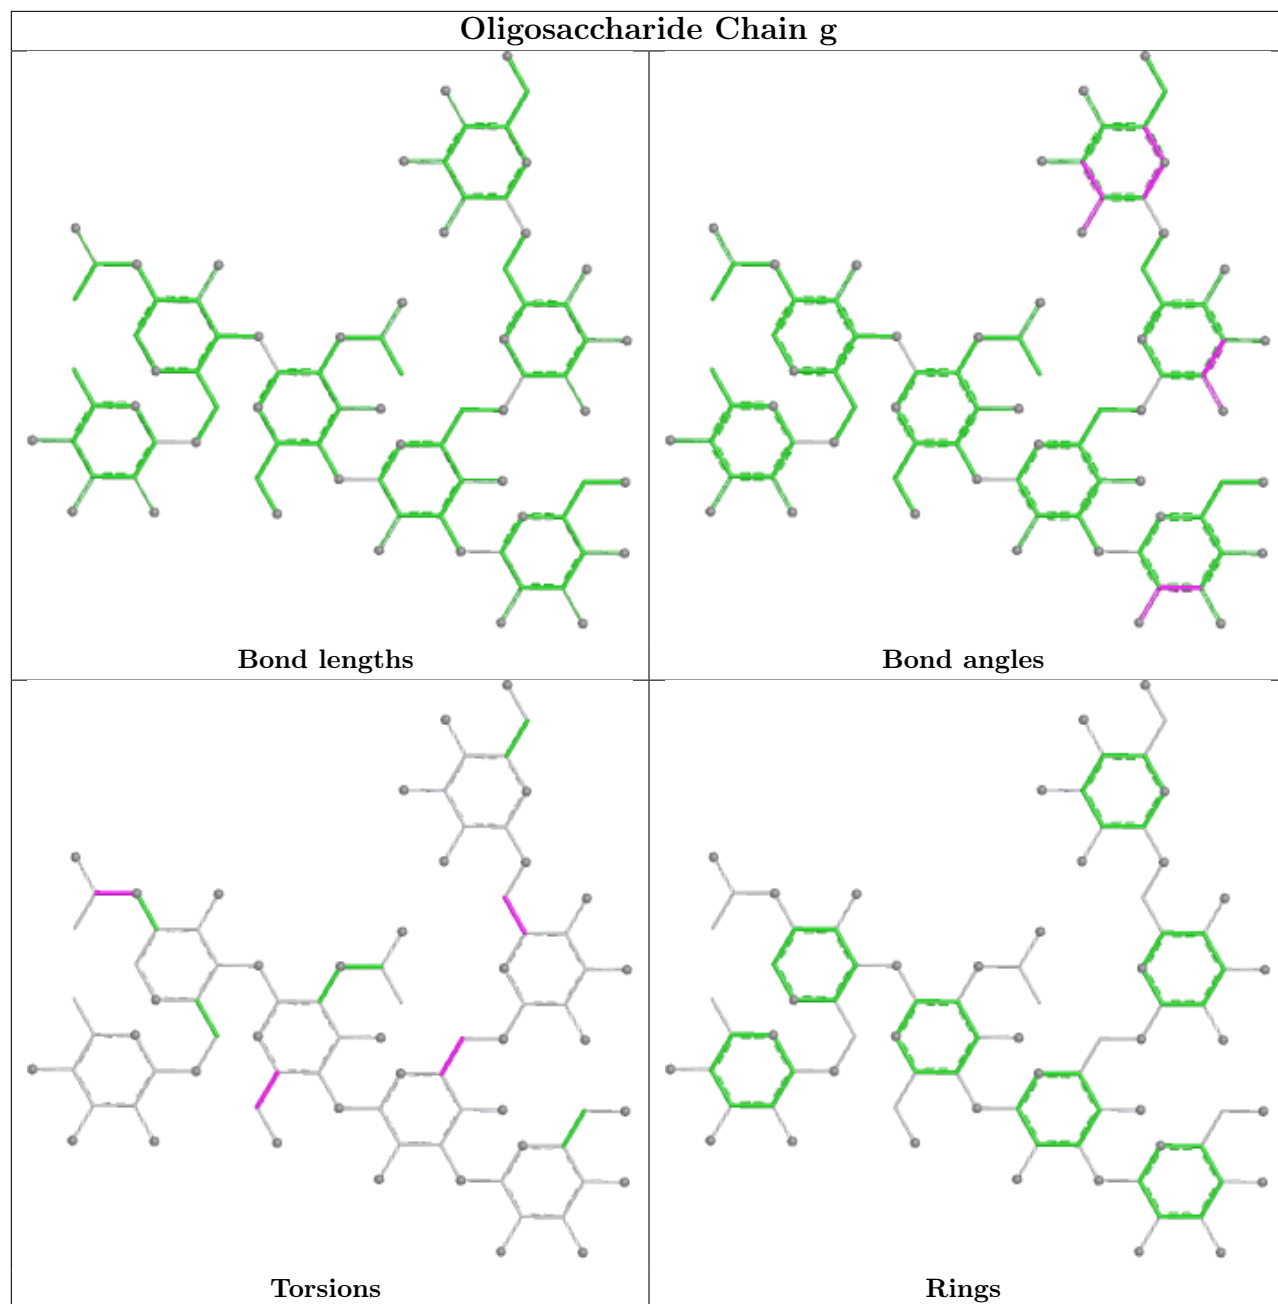 Oligosaccharide Chain g
Bond lengths
Bond angles
Torsions
Rings